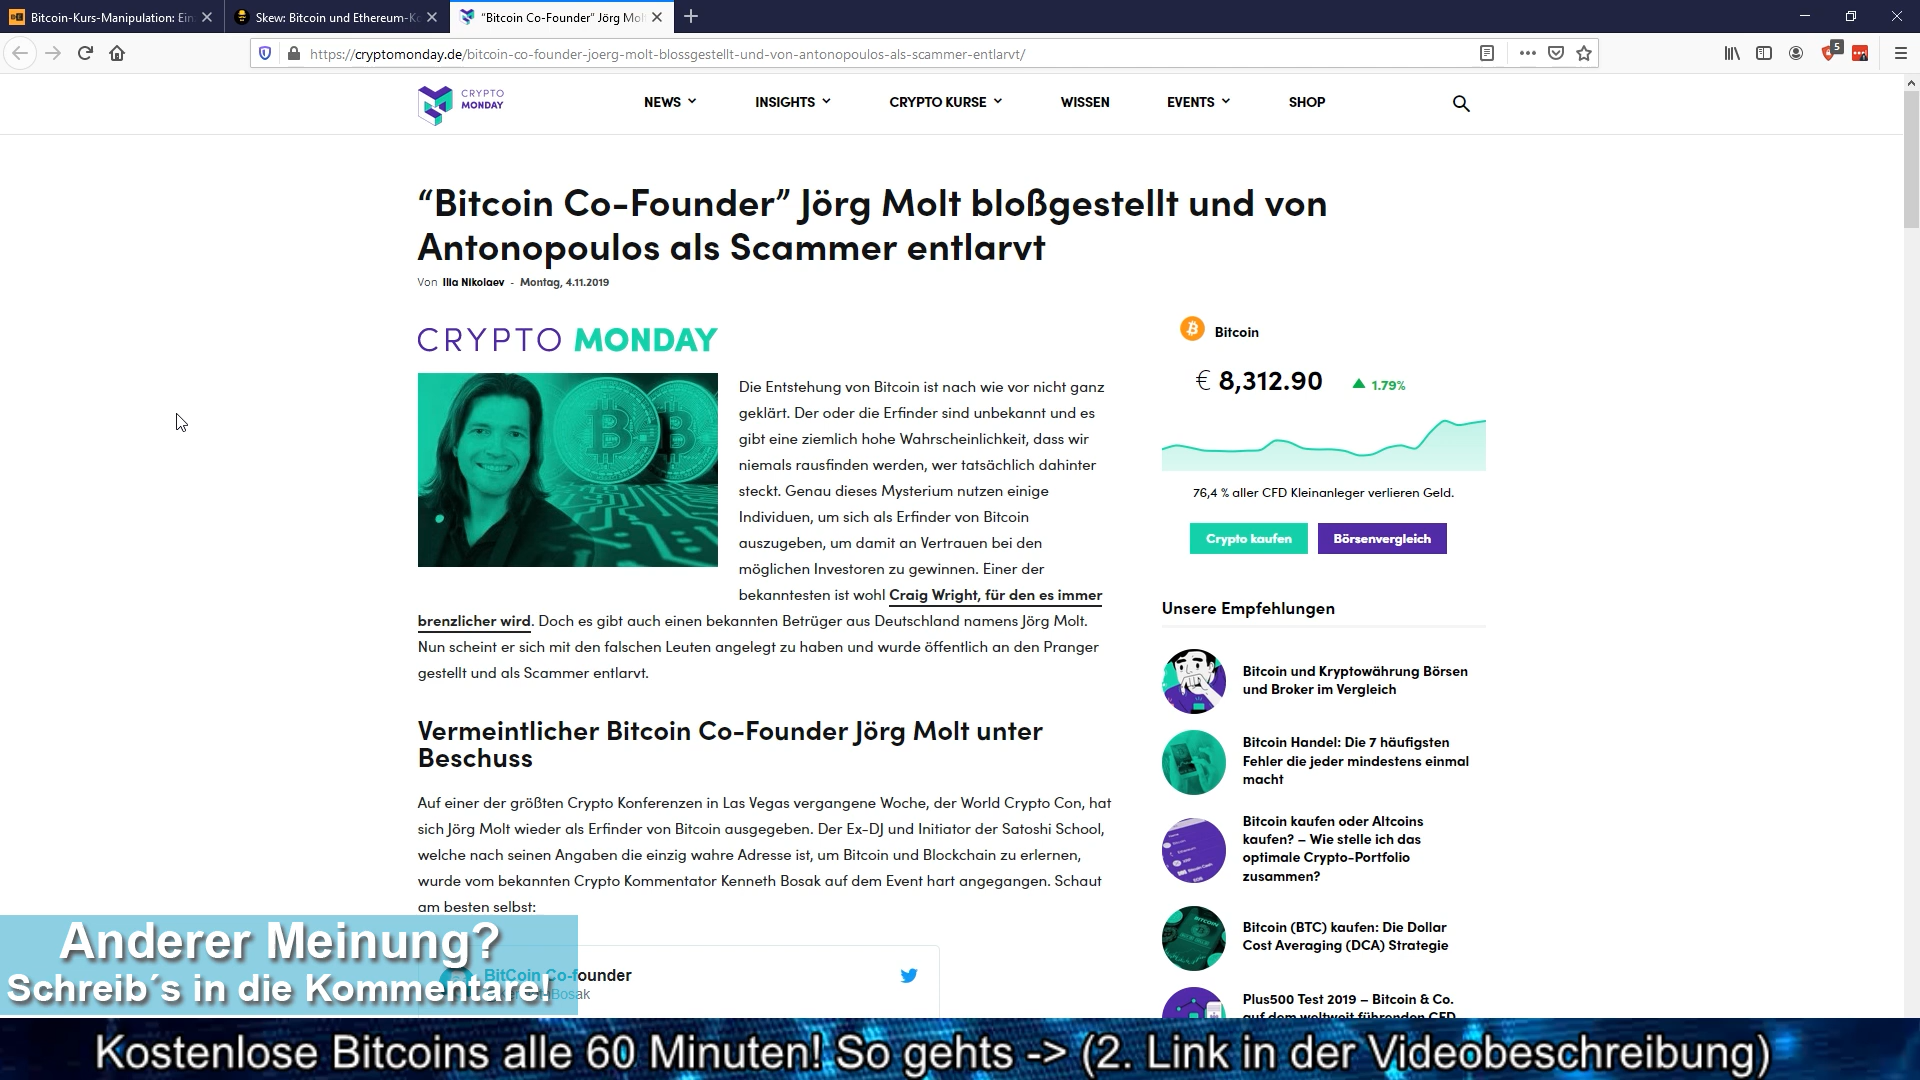 Bitcoin-Kurs-Manipulation: Ein
Skew: Bitcoin und Ethereum-Ko
“Bitcoin Co-Founder” Jörg Mol
https://cryptomonday.de/bitcoin-co-founder-joerg-molt-blossgestellt-und-von-antonopoulos-als-scammer-entlarvt/
5
CRYPTO
MONDAY
NEWS
INSIGHTS
CRYPTO KURSE
WISSEN
EVENTS
SHOP
“Bitcoin Co-Founder” Jörg Molt bloßgestellt und von
Antonopoulos als Scammer entlarvt
Von Ilia Nikolaev - Montag, 4.11.2019
CRYPTO MONDAY
Die Entstehung von Bitcoin ist nach wie vor nicht ganz
geklärt. Der oder die Erfinder sind unbekannt und es
gibt eine ziemlich hohe Wahrscheinlichkeit, dass wir
niemals rausfinden werden, wer tatsächlich dahinter
steckt. Genau dieses Mysterium nutzen einige
Individuen, um sich als Erfinder von Bitcoin
auszugeben, um damit an Vertrauen bei den
möglichen Investoren zu gewinnen. Einer der
bekanntesten ist wohl Craig Wright, für den es immer
brenzlicher wird. Doch es gibt auch einen bekannten Betrüger aus Deutschland namens Jörg Molt.
Nun scheint er sich mit den falschen Leuten angelegt zu haben und wurde öffentlich an den Pranger
gestellt und als Scammer entlarvt.
Vermeintlicher Bitcoin Co-Founder Jörg Molt unter
Beschuss
Auf einer der größten Crypto Konferenzen in Las Vegas vergangene Woche, der World Crypto Con, hat
sich Jörg Molt wieder als Erfinder von Bitcoin ausgegeben. Der Ex-DJ und Initiator der Satoshi School,
welche nach seinen Angaben die einzig wahre Adresse ist, um Bitcoin und Blockchain zu erlernen,
wurde vom bekannten Crypto Kommentator Kenneth Bosak auf dem Event hart angegangen. Schaut
am besten selbst:
BitCoin Co-founder
Bosak
Bitcoin
€ 8,312.90
1.79%
76,4 % aller CFD Kleinanleger verlieren Geld.
Crypto kaufen
Börsenvergleich
Unsere Empfehlungen
Bitcoin und Kryptowährung Börsen
und Broker im Vergleich
Bitcoin Handel: Die 7 häufigsten
Fehler die jeder mindestens einmal
macht
Bitcoin kaufen oder Altcoins
kaufen? – Wie stelle ich das
optimale Crypto-Portfolio
zusammen?
Bitcoin (BTC) kaufen: Die Dollar
Cost Averaging (DCA) Strategie
Plus500 Test 2019 – Bitcoin & Co.
auf dem weltweit führenden CFD
Anderer Meinung?
Schreib´s in die Kommentare!
Kostenlose Bitcoins alle 60 Minuten! So gehts -> (2. Link in der Videobeschreibung)